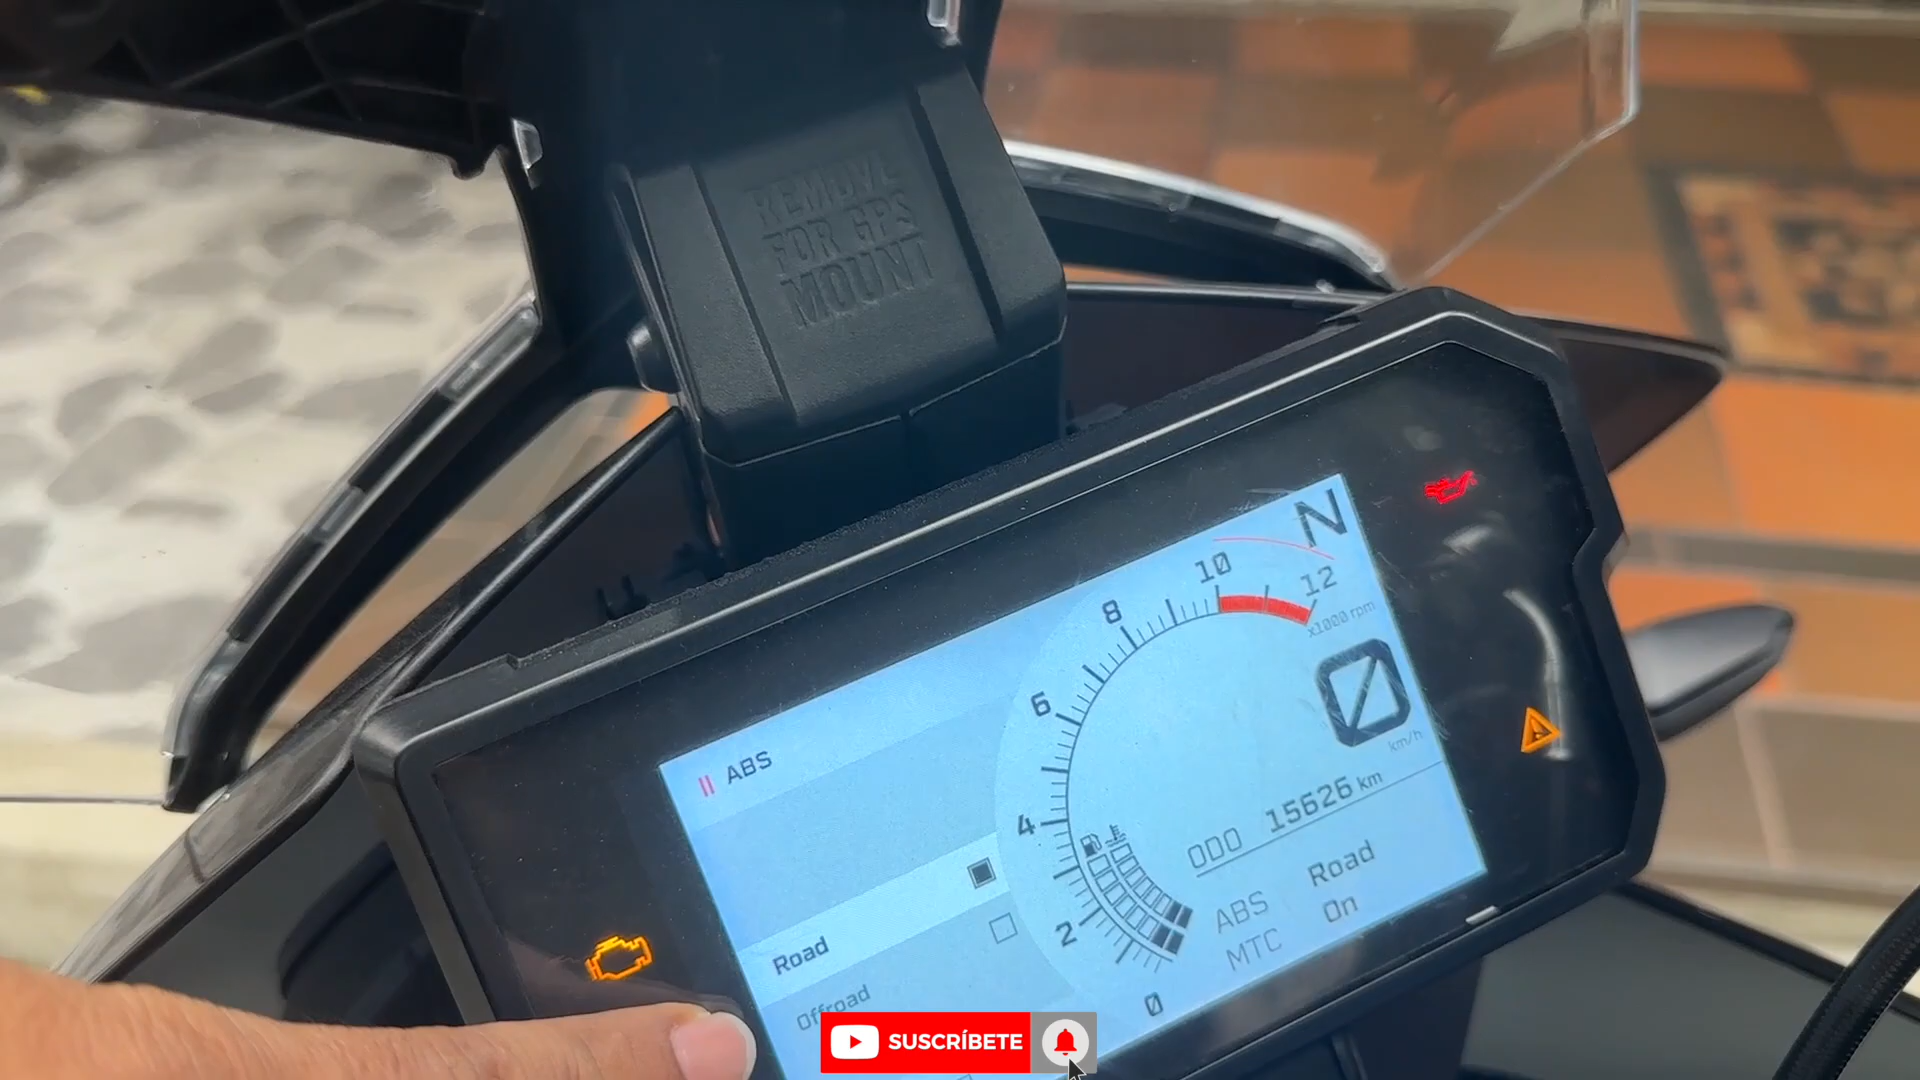 REMOVE
FOR GPS
MOUNT
N
10
12
8
x1000 rpm
6
0
km/h
ABS
4
ODO 15626 km
Road
ABS Road
2
MTC On
Offroad
0
SUSCRÍBETE